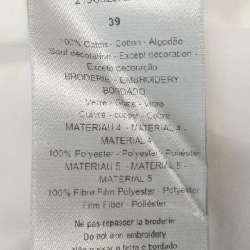 39
100% Coton - Cotton - Algodão
Sauf décoration - Except decoration -
Exceto decoração
BRODERIE - EMBROIDERY
BORDADO
Verre - Glass - Vidro
Cuivre - copper - Cobre
MATERIAU 4 - MATERIAL 4
MATERIAL 4
100% Polyester - Polyester - Poliéster
MATERIAU 5 - MATERIAL 5
MATERIAL 5
100% Fibre Film Polyester - Polyester
Film Fiber - Poliéster
Ne pas repasser la broderie
Do not iron embroidery
Não passar a ferro o bordado